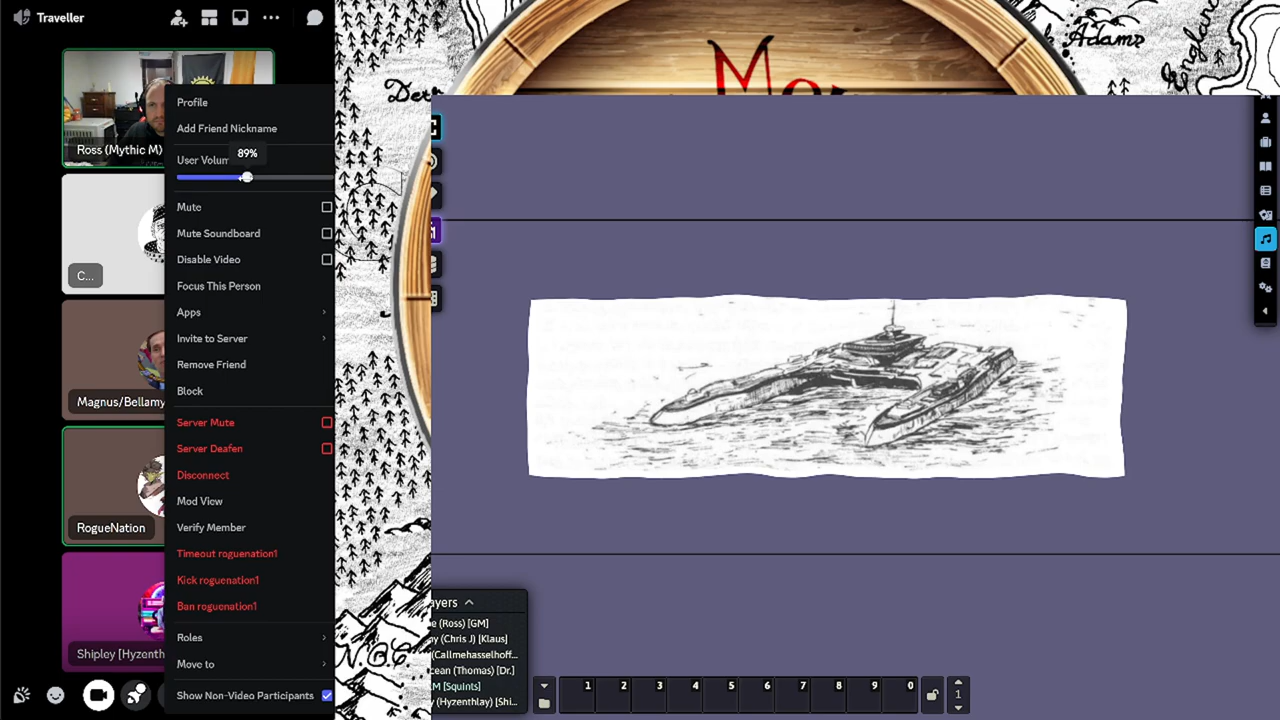 Traveller
Ross (Mythic M)
C...
Magnus/Bellamy
RogueNation
Shipley [Hyzenth
Profile
Add Friend Nickname
User Volum
89%
Mute
Mute Soundboard
Disable Video
Focus This Person
Apps
Invite to Server
Remove Friend
Block
Server Mute
Server Deafen
Disconnect
Mod View
Verify Member
Timeout roguenation1
Kick roguenation1
Ban roguenation1
Roles
Move to
Show Non-Video Participants
Adams
England
ayers
e (Ross) [GM]
y (Chris J) [Klaus]
(Callmehasselhoff...
ean (Thomas) [Dr.]
M [Squints]
(Hyzenthlay) [Shi...
1 2 3 4 5 6 7 8 9 0
1